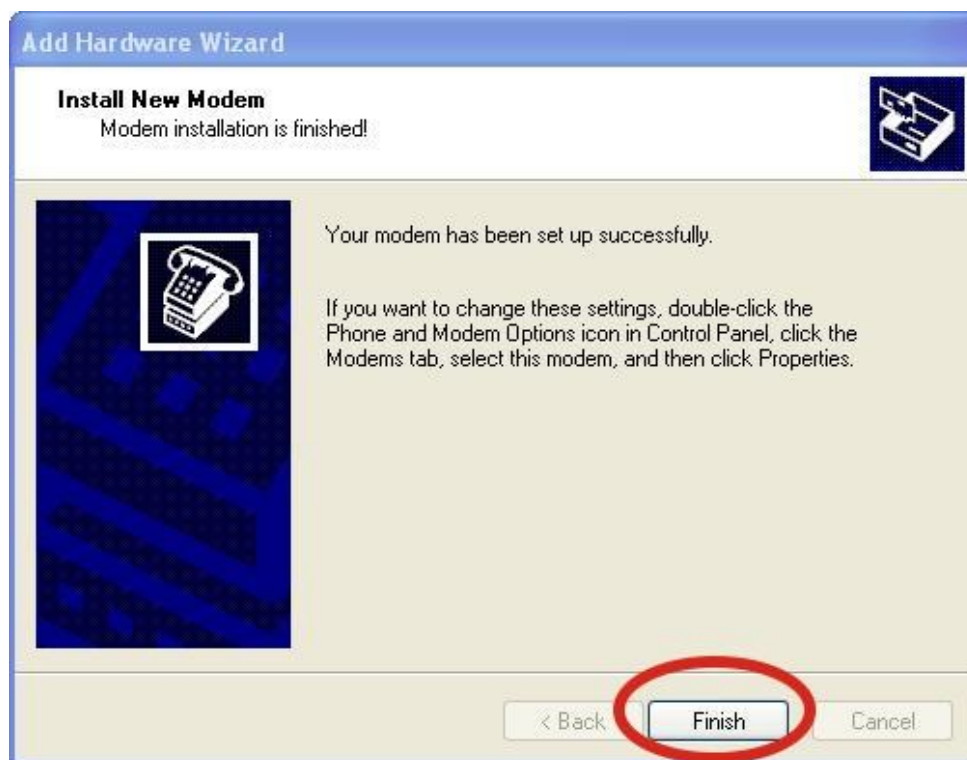 Add Hardware Wizard
Install New Modem
Modem installation is finished!
Your modem has been set up successfully.
If you want to change these settings, double-click the
Phone and Modem Options icon in Control Panel, click the
Modems tab, select this modem, and then click Properties.
< Back Finish Cancel